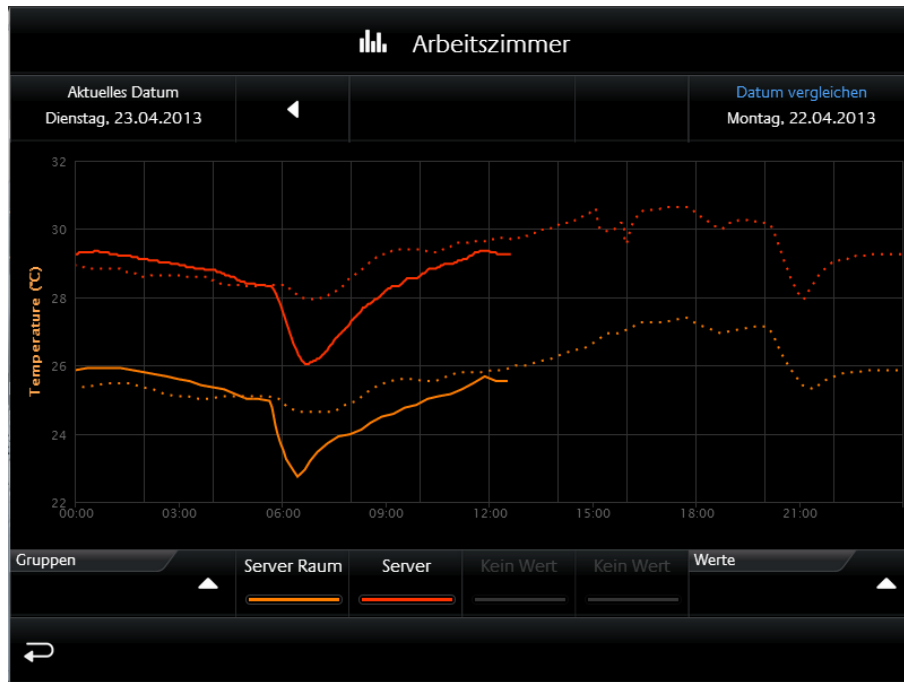 Arbeitszimmer
Aktuelles Datum
Dienstag, 23.04.2013
Datum vergleichen
Montag, 22.04.2013
Temperature (°C)
32
30
28
26
24
22
00:00 03:00 06:00 09:00 12:00 15:00 18:00 21:00
Gruppen
Server Raum
Server
Kein Wert
Kein Wert
Werte